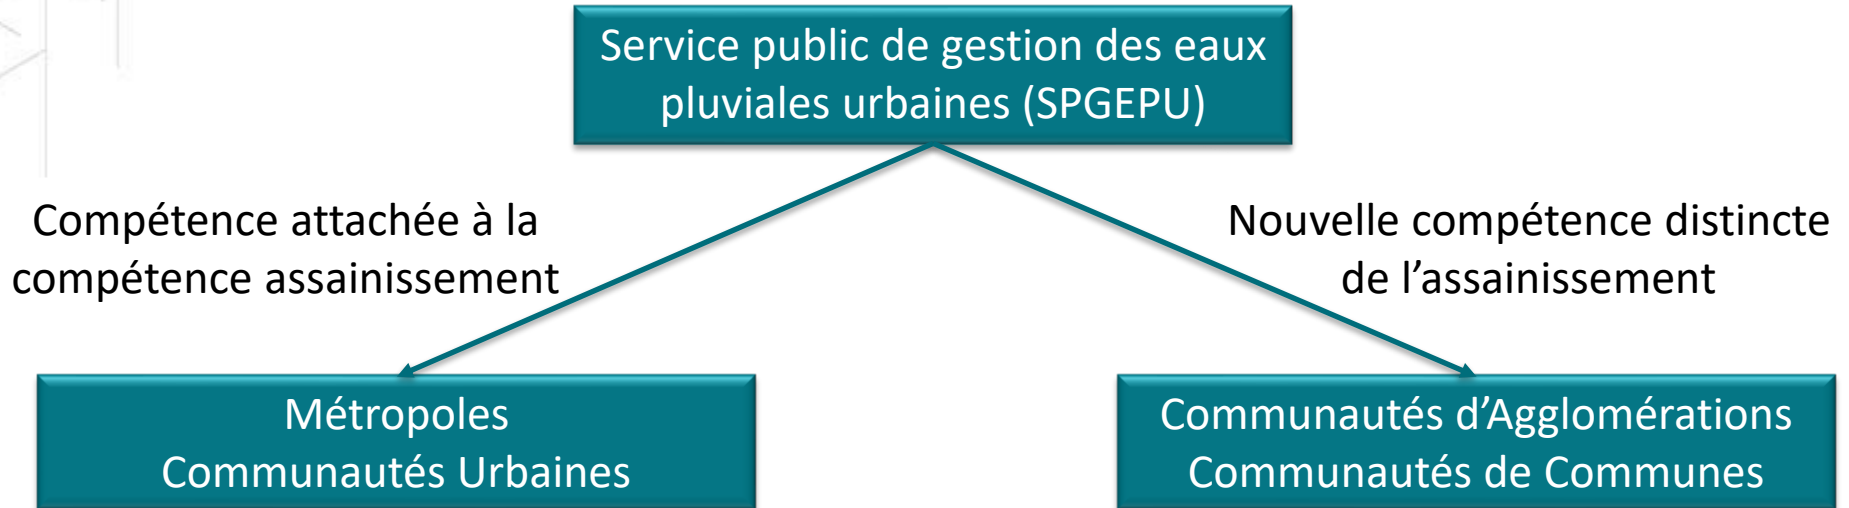 Service public de gestion des eaux
pluviales urbaines (SPGEPU)
Compétence attachée à la
compétence assainissement
Nouvelle compétence distincte
de l’assainissement
Métropoles
Communautés Urbaines
Communautés d’Agglomérations
Communautés de Communes